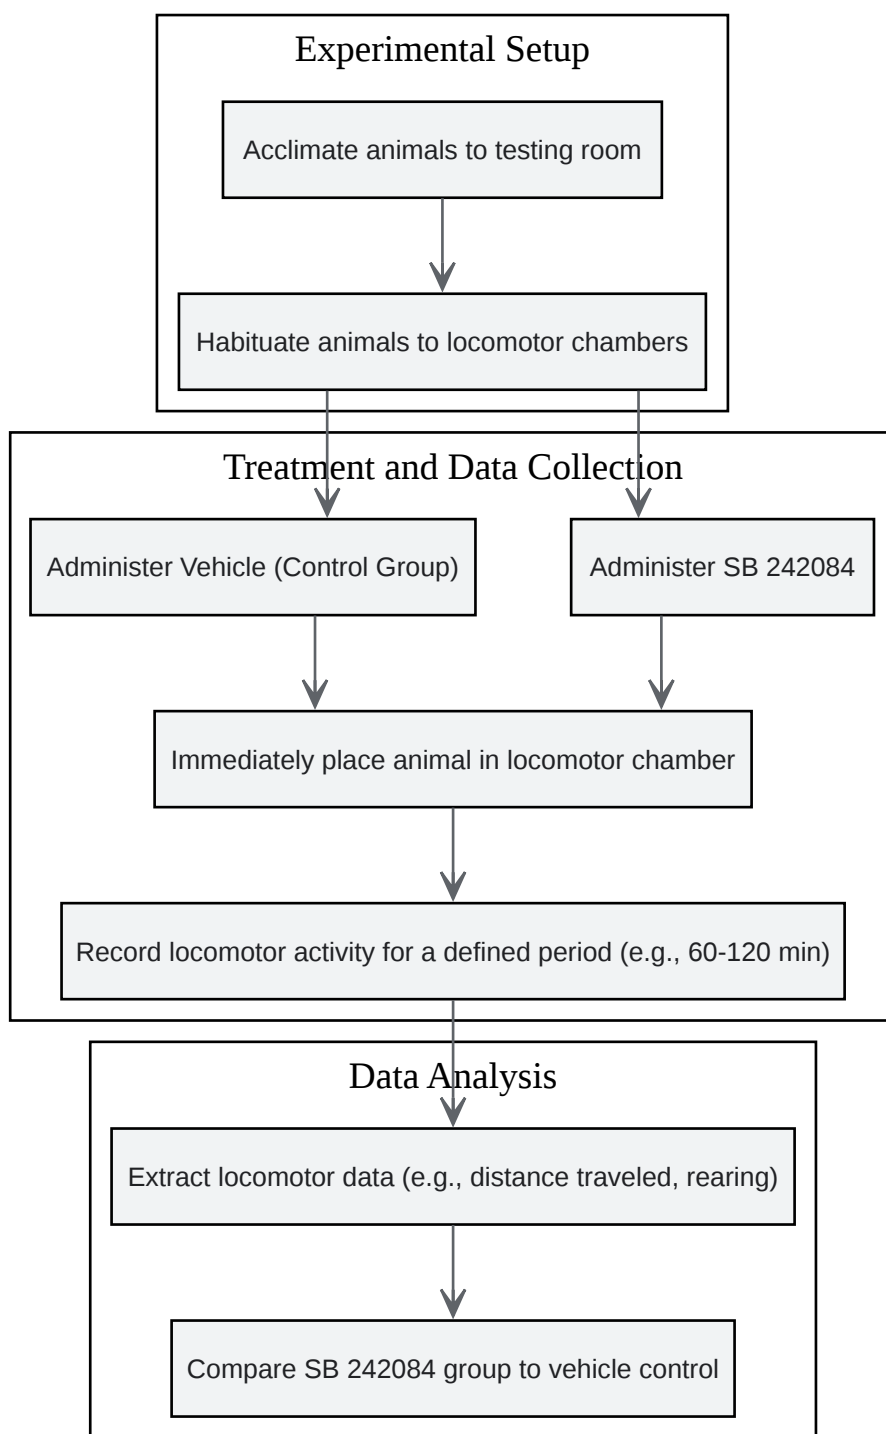 Experimental Setup
Acclimate animals to testing room
Habituate animals to locomotor chambers
Treatment and Data Collection
Administer Vehicle (Control Group)
Administer SB 242084
Immediately place animal in locomotor chamber
Record locomotor activity for a defined period (e.g., 60-120 min)
Data Analysis
Extract locomotor data (e.g., distance traveled, rearing)
Compare SB 242084 group to vehicle control